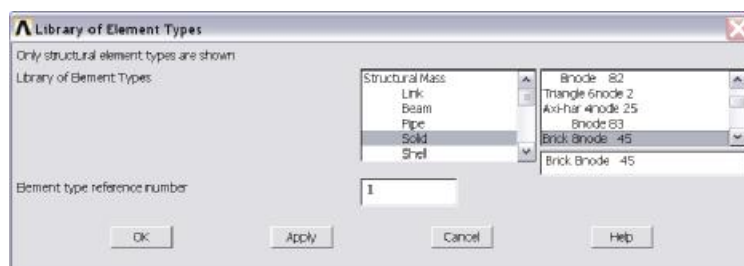 Library of Element Types
Only structural element types are shown
Library of Element Types
Structural Mass
Link
Beam
Pipe
Solid
Shell
8node 82
Triangle 6node 2
Axi-har 4node 25
8node 83
Brick 8node 45
Brick 8node 45
Element type reference number
1
OK
Apply
Cancel
Help